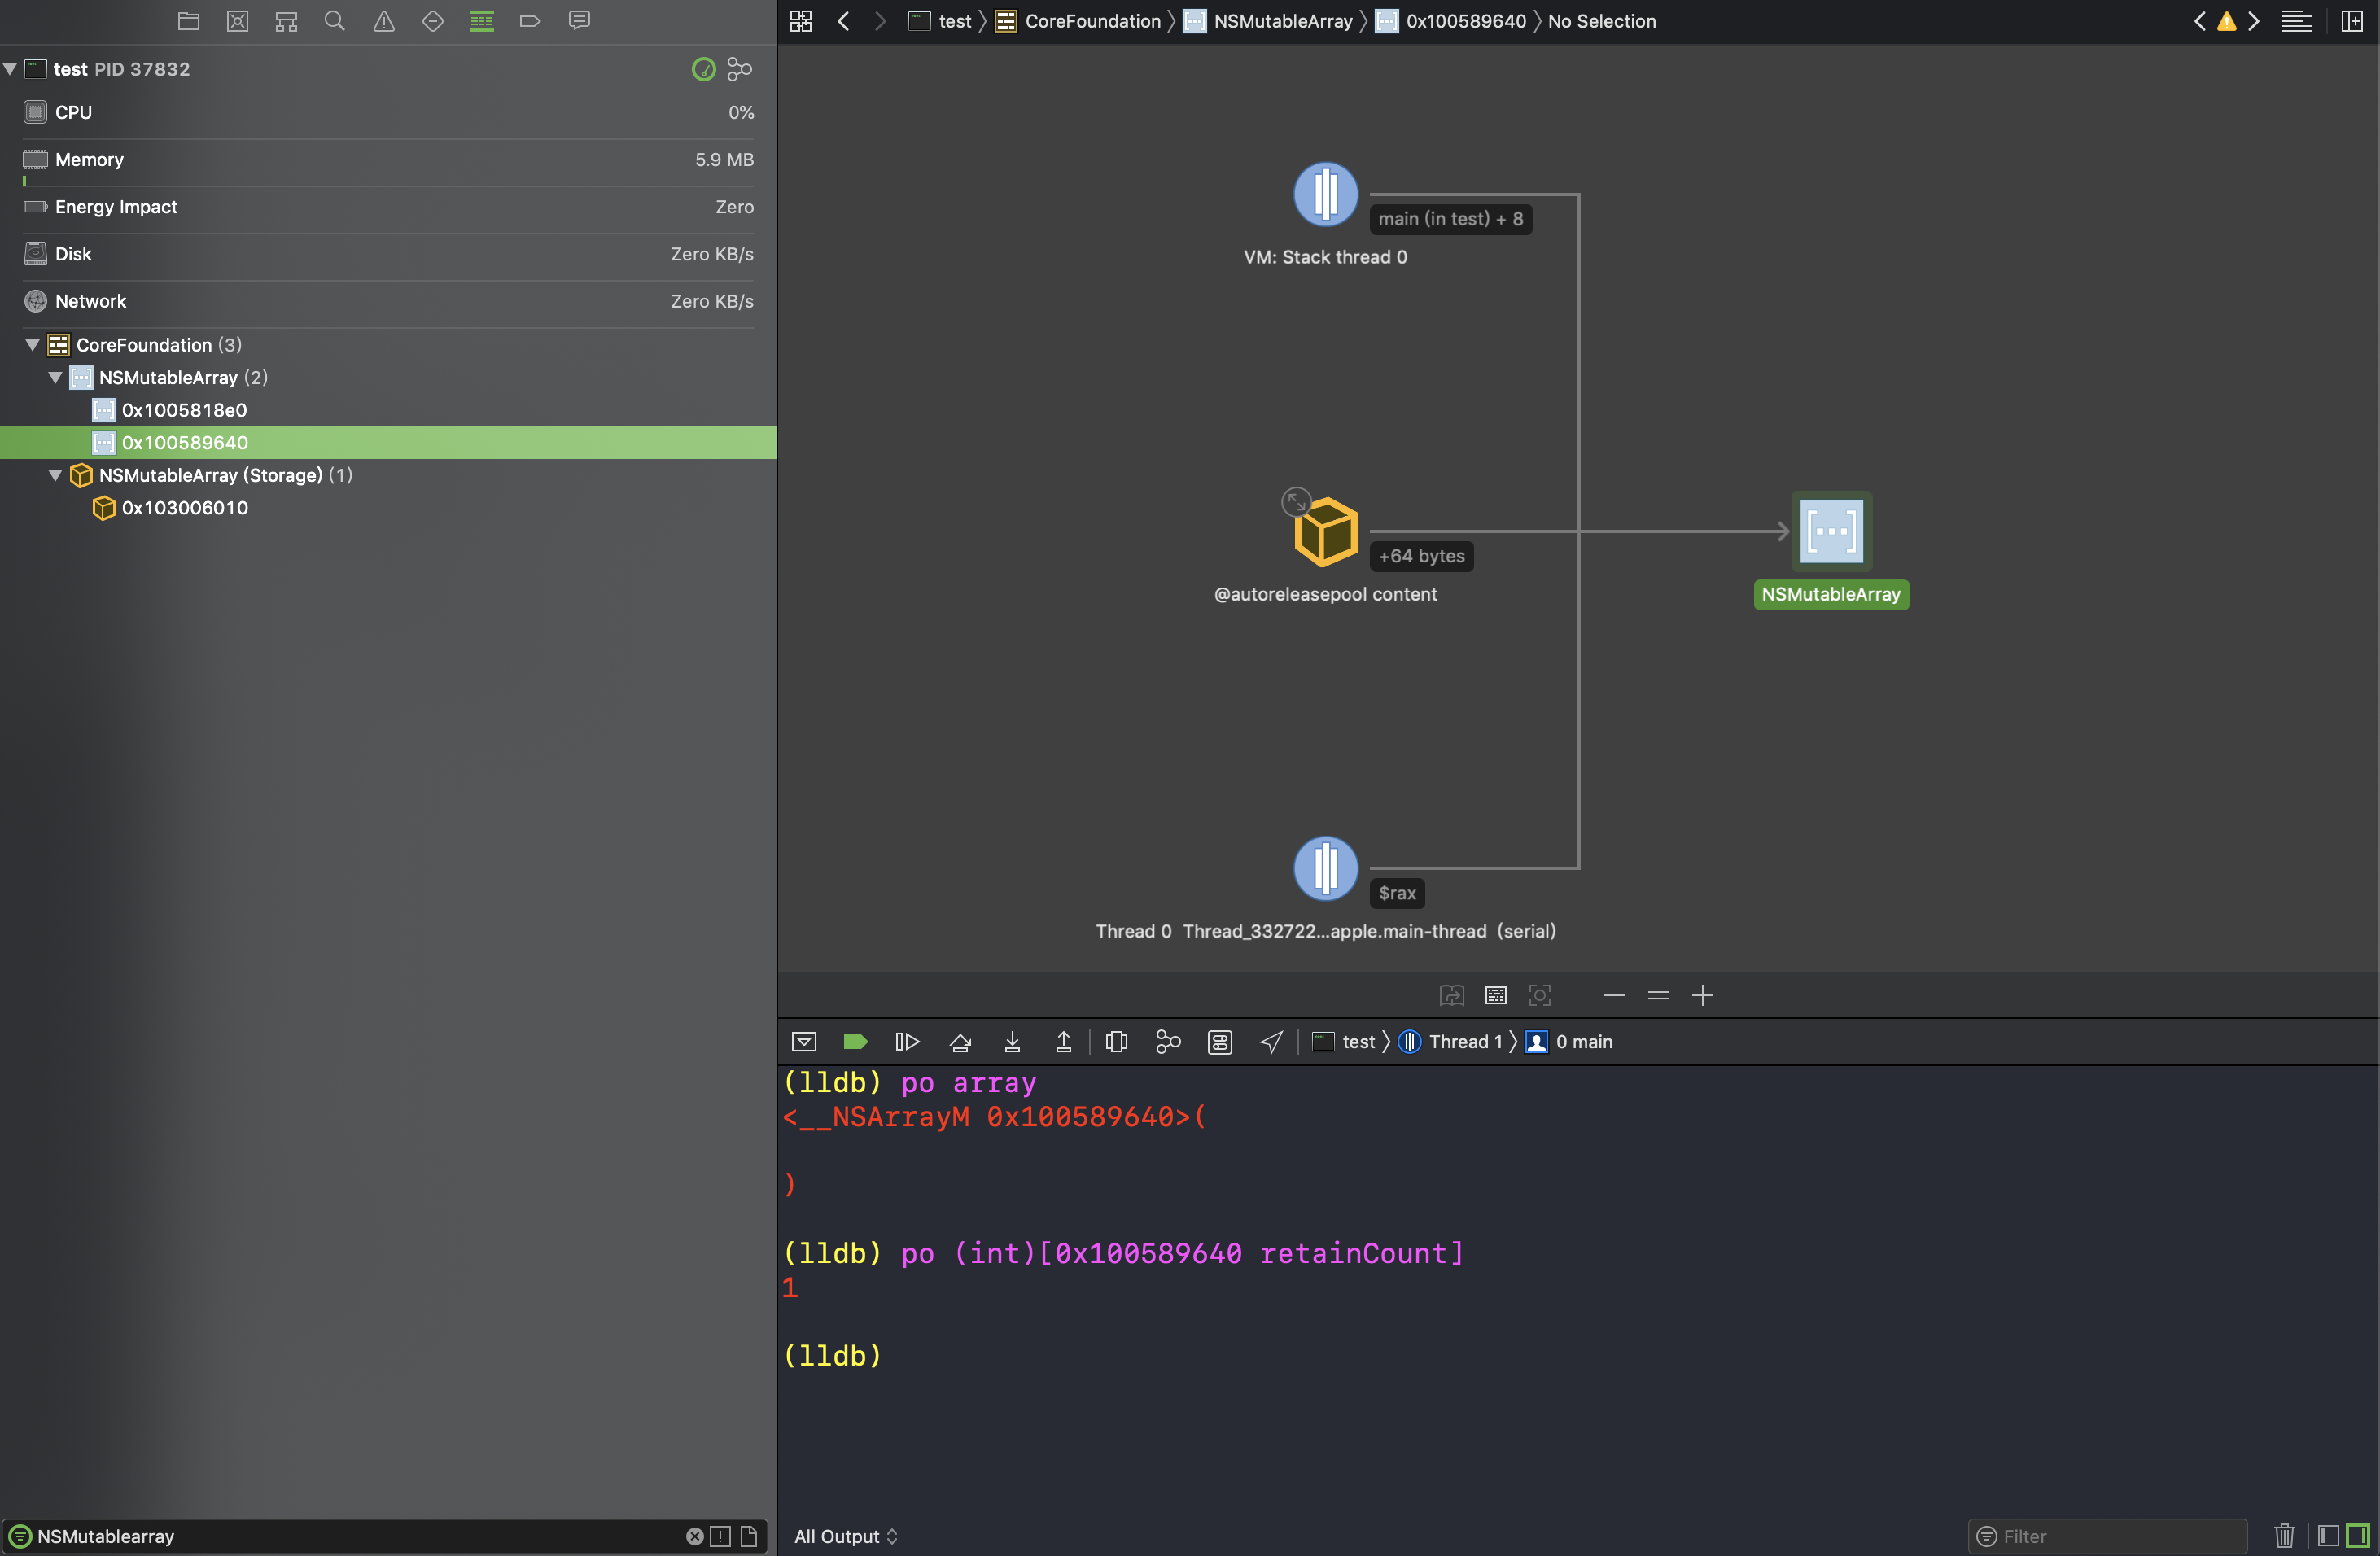 test PID 37832
CPU 0%
Memory 5.9 MB
Energy Impact Zero
Disk Zero KB/s
Network Zero KB/s
CoreFoundation (3)
NSMutableArray (2)
0x1005818e0
0x100589640
NSMutableArray (Storage) (1)
0x103006010
NSMutablearray
test CoreFoundation NSMutableArray 0x100589640 No Selection
main (in test) + 8
VM: Stack thread 0
+64 bytes
@autoreleasepool content
NSMutableArray
$rax
Thread 0 Thread_332722...apple.main-thread (serial)
test Thread 1 0 main
(lldb) po array
<__NSArrayM 0x100589640>(
)
(lldb) po (int)[0x100589640 retainCount]
1
(lldb)
All Output
Filter